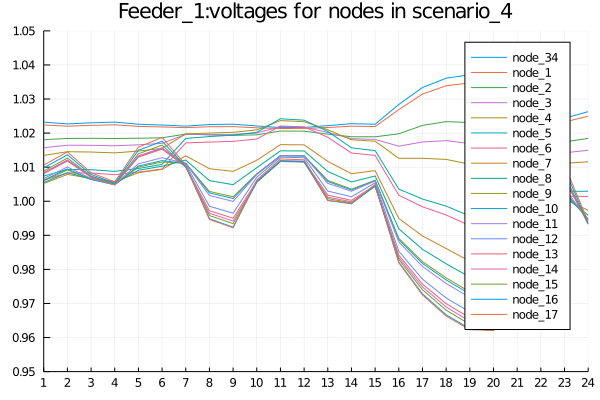 Feeder_1:voltages for nodes in scenario_4
1.05
1.04
1.03
1.02
1.01
1.00
0.99
0.98
0.97
0.96
0.95
1 2 3 4 5 6 7 8 9 10 11 12 13 14 15 16 17 18 19 20 21 22 23 24
node_34
node_1
node_2
node_3
node_4
node_5
node_6
node_7
node_8
node_9
node_10
node_11
node_12
node_13
node_14
node_15
node_16
node_17